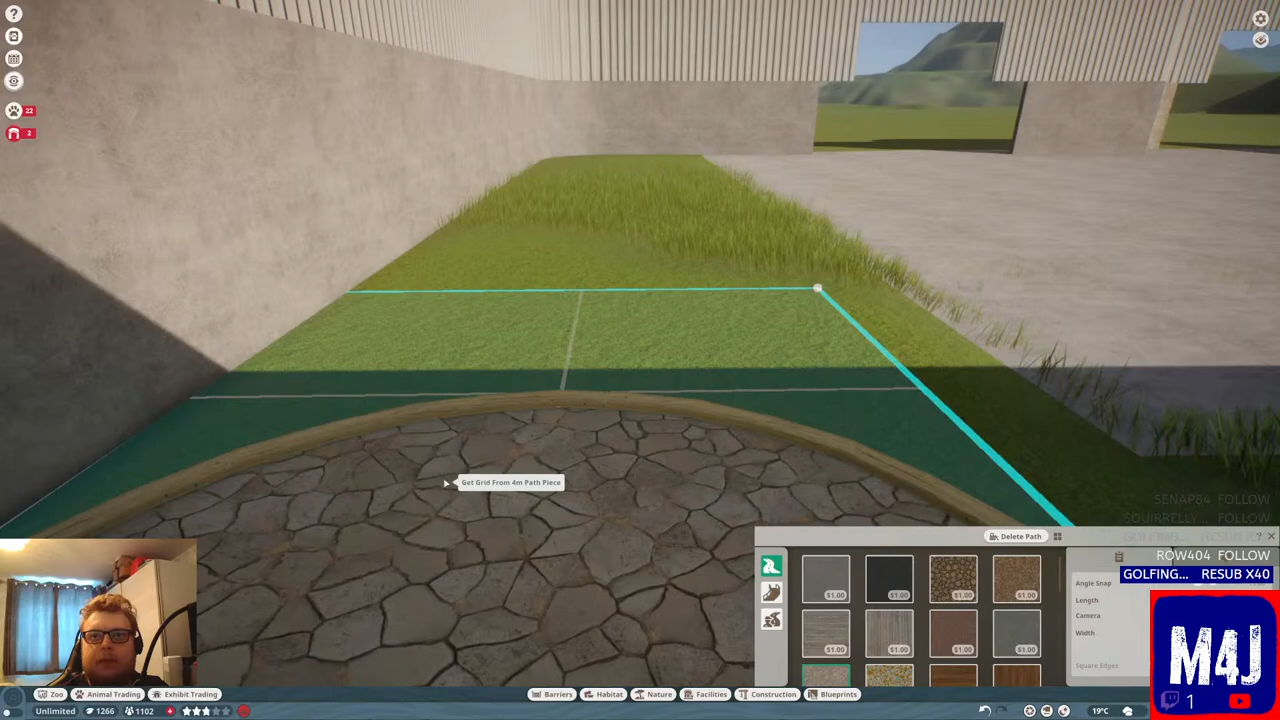 ?
22
2
Get Grid From 4m Path Piece
SENAP84 FOLLOW
SQUIRRELLY... FOLLOW
Delete Path
?
ROW404 FOLLOW
GOLFING... RESUB X40
$1.00
$1.00
$1.00
$1.00
Angle Snap
Length
Camera
Width
$1.00
$1.00
$1.00
$1.00
Square Edges
M4J
1
Zoo
Animal Trading
Exhibit Trading
Barriers
Habitat
Nature
Facilities
Construction
Blueprints
Unlimited
1266
1102
19°C